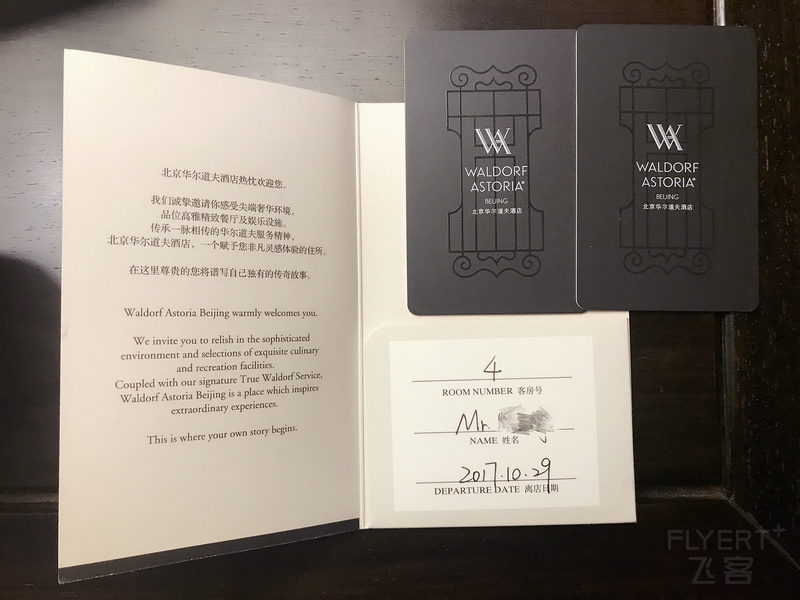 北京华尔道夫酒店热忱欢迎您。
我们诚挚邀请你感受尖端奢华环境,
品位高雅精致餐厅及娱乐设施。
传承一脉相传的华尔道夫服务精神,
北京华尔道夫酒店，一个赋予您非凡灵感体验的住所。
在这里尊贵的您将谱写自己独有的传奇故事。
Waldorf Astoria Beijing warmly welcomes you.
We invite you to relish in the sophisticated
environment and selections of exquisite culinary
and recreation facilities.
Coupled with our signature True Waldorf Service,
Waldorf Astoria Beijing is a place which inspires
extraordinary experiences.
This is where your own story begins.
WA
WALDORF
ASTORIA®
BEIJING
北京华尔道夫酒店
WA
WALDORF
ASTORIA®
BEIJING
北京华尔道夫酒店
4
ROOM NUMBER 客房号
Mr.
NAME 姓名
2017.10.29
DEPARTURE DATE 离店日期
FLYERT+
飞客